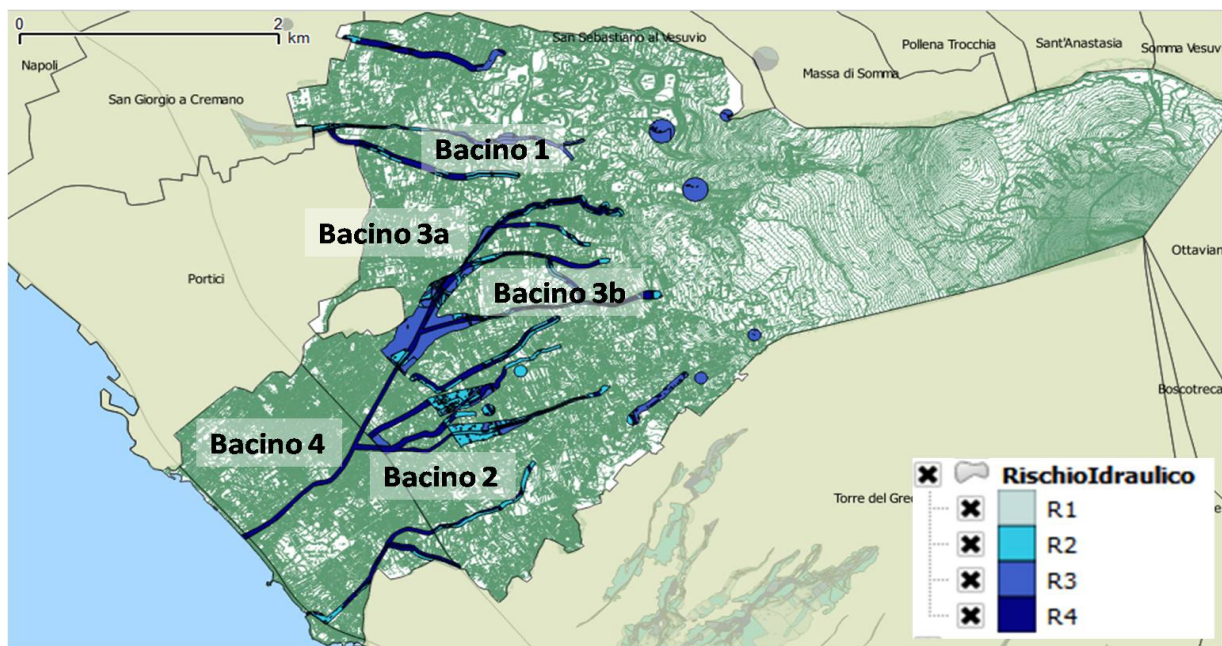 0 2
km
San Sebastiano al Vesuvio
Pollena Trocchia
Sant'Anastasia
Somma Vesuv
Napoli
Massa di Somma
San Giorgio a Cremano
Bacino 1
Bacino 3a
Ottavian
Portici
Bacino 3b
Boscotreca
Bacino 4
Bacino 2
RischioIdraulico
Torre del Grec
R1
R2
R3
R4